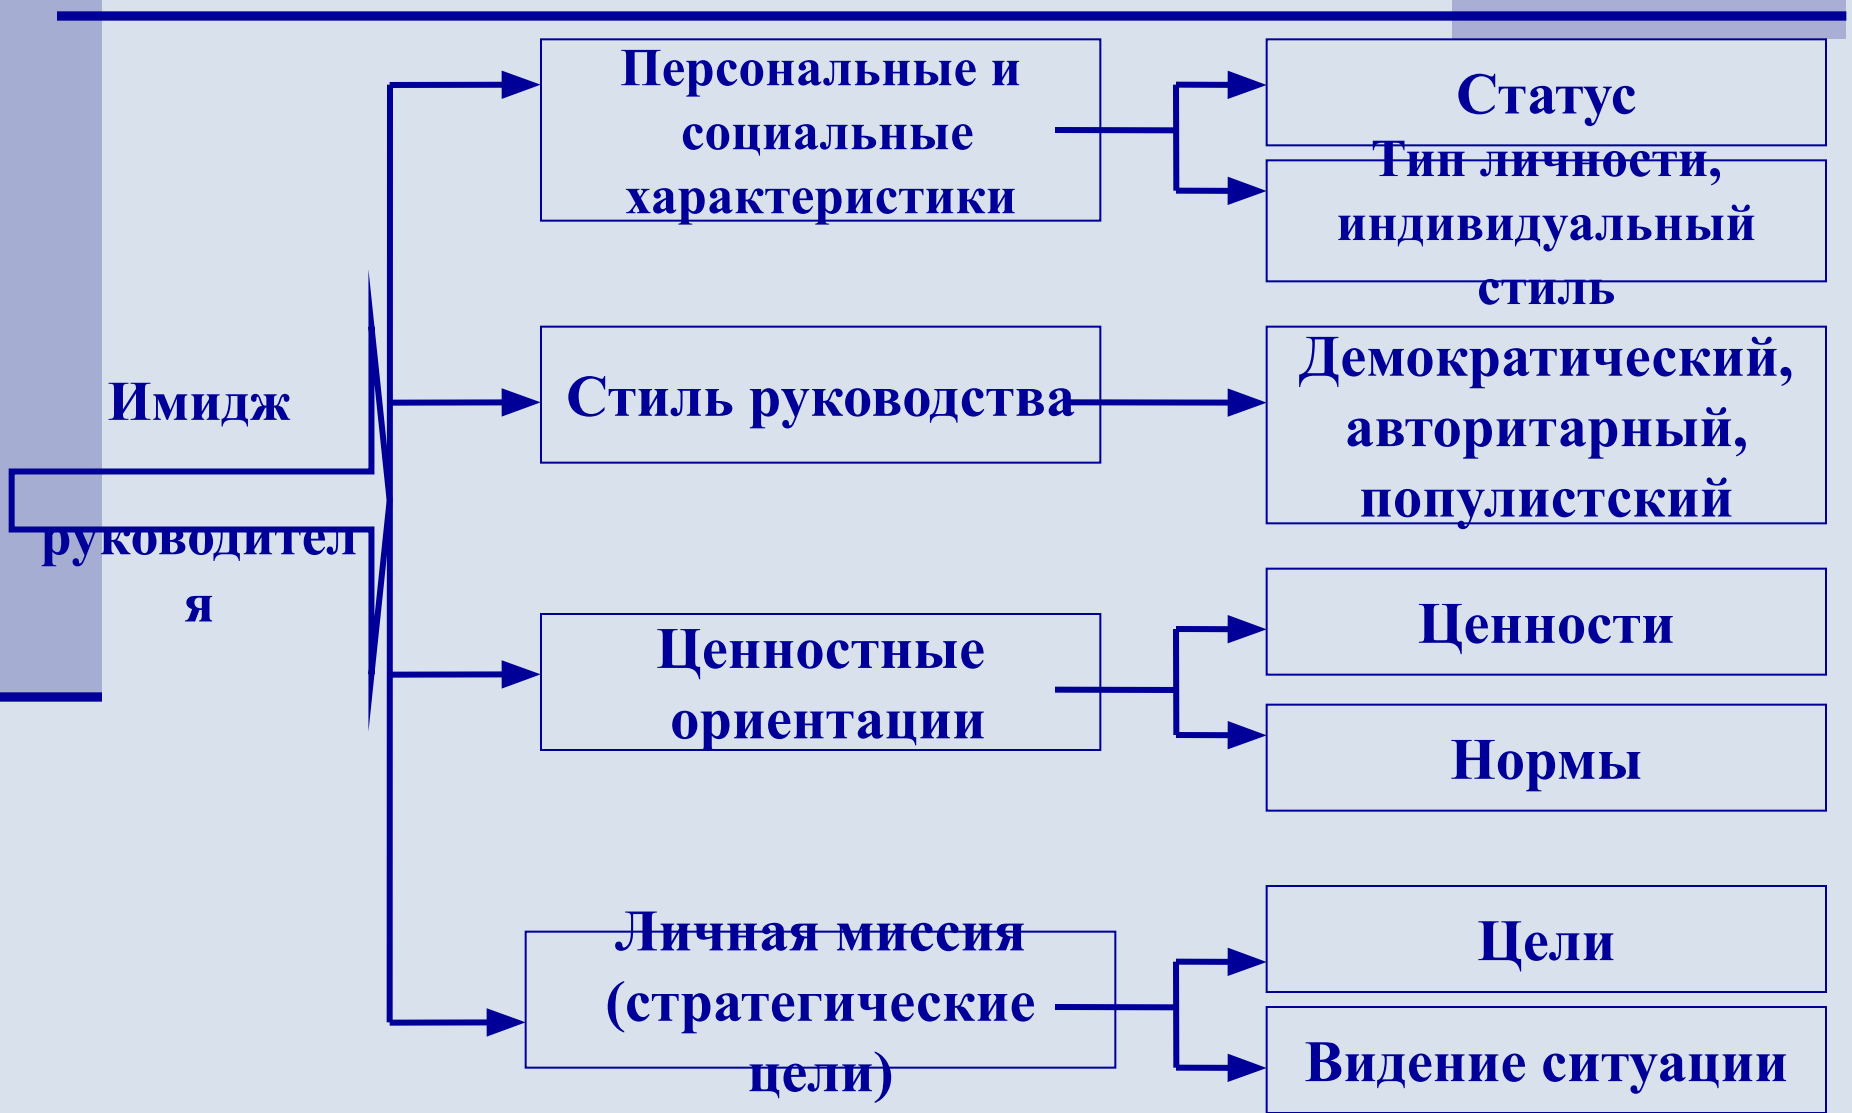 Имидж
руководител
я
Персональные и
социальные
характеристики
Статус
Тип личности,
индивидуальный
стиль
Стиль руководства
Демократический,
авторитарный,
популистский
Ценностные
ориентации
Ценности
Нормы
Личная миссия
(стратегические
цели)
Цели
Видение ситуации